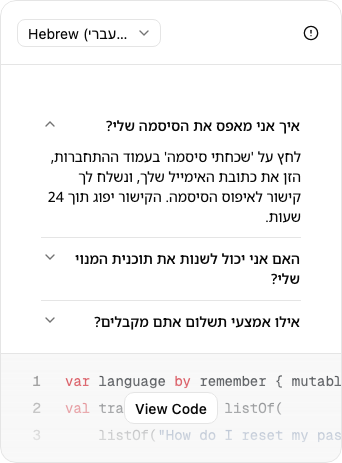 Hebrew (עברי...
איך אני מאפס את הסיסמה שלי?
לחץ על 'שכחתי סיסמה' בעמוד ההתחברות,
הזן את כתובת האימייל שלך, ונשלח לך
קישור לאיפוס הסיסמה. הקישור יפוג תוך 24
שעות.
האם אני יכול לשנות את תוכנית המנוי
שלי?
אילו אמצעי תשלום אתם מקבלים?
1 var language by remember { mutabl
2 val tra View Code listOf(
3 listOf("How do I reset my pas